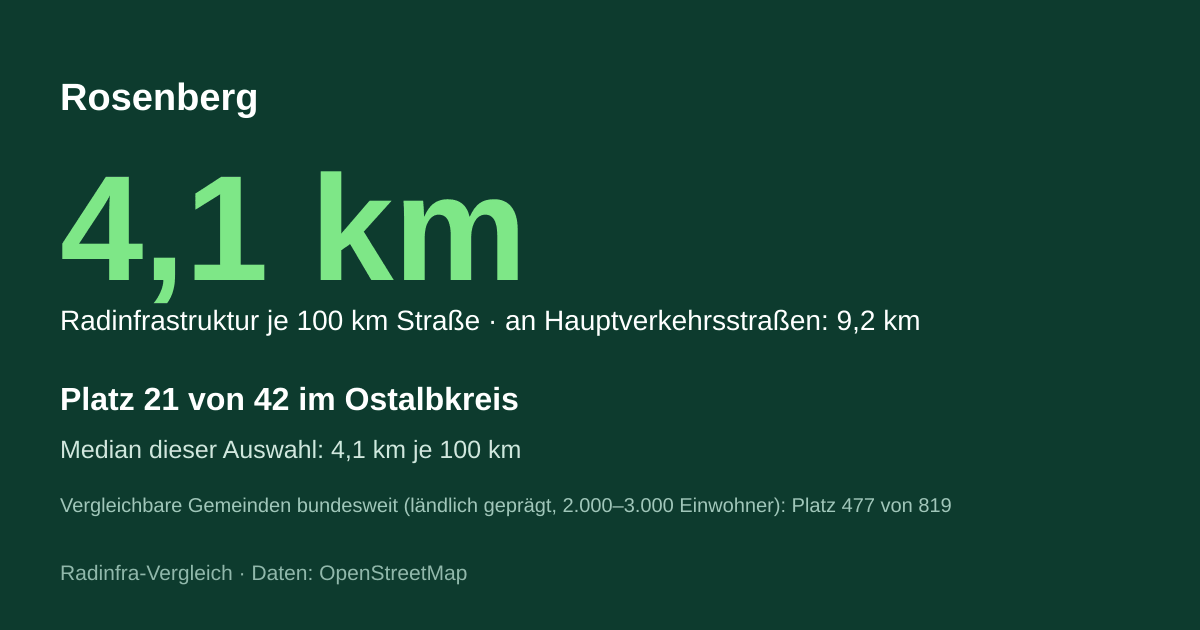 Rosenberg
4,1 km
Radinfrastruktur je 100 km Straße · an Hauptverkehrsstraßen: 9,2 km
Platz 21 von 42 im Ostalbkreis
Median dieser Auswahl: 4,1 km je 100 km
Vergleichbare Gemeinden bundesweit (ländlich geprägt, 2.000–3.000 Einwohner): Platz 477 von 819
Radinfra-Vergleich · Daten: OpenStreetMap